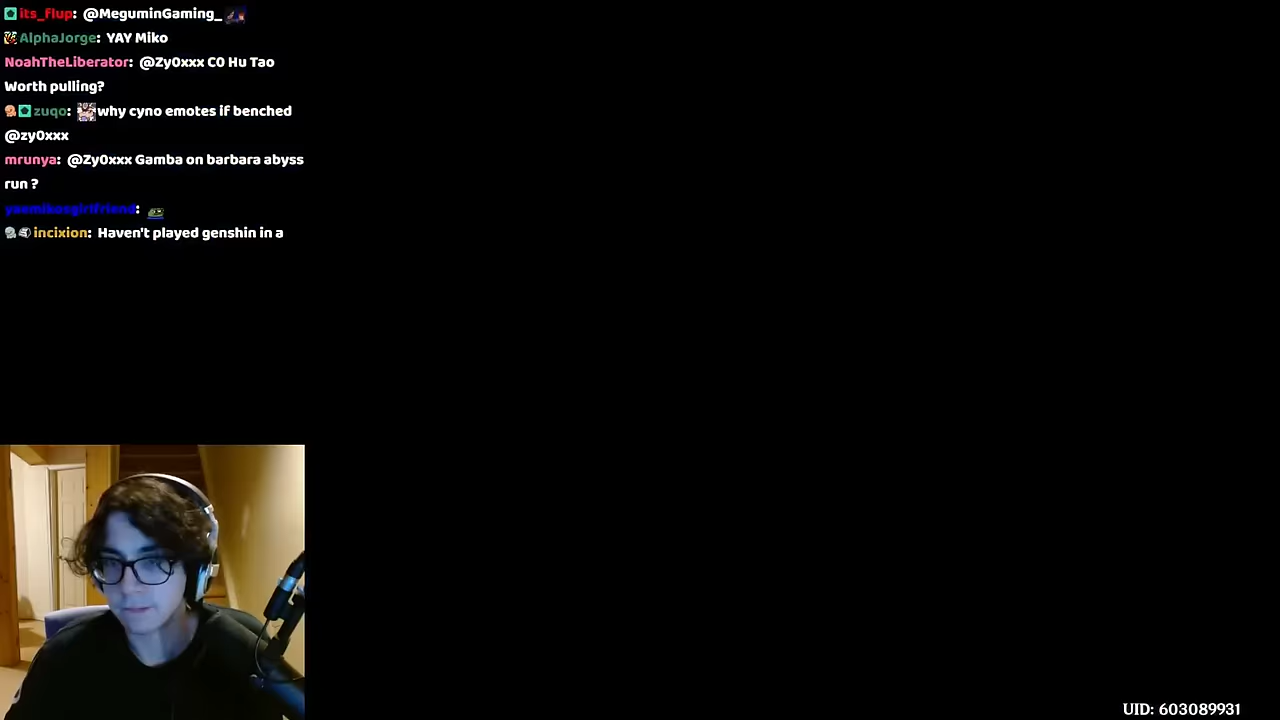 its_flup: @MeguminGaming_
AlphaJorge: YAY Miko
NoahTheLiberator: @Zy0xxx C0 Hu Tao
Worth pulling?
zuqo: why cyno emotes if benched
@zy0xxx
mrunya: @Zy0xxx Gamba on barbara abyss
run ?
yaemikosgirlfriend:
incixion: Haven't played genshin in a
UID: 603089931